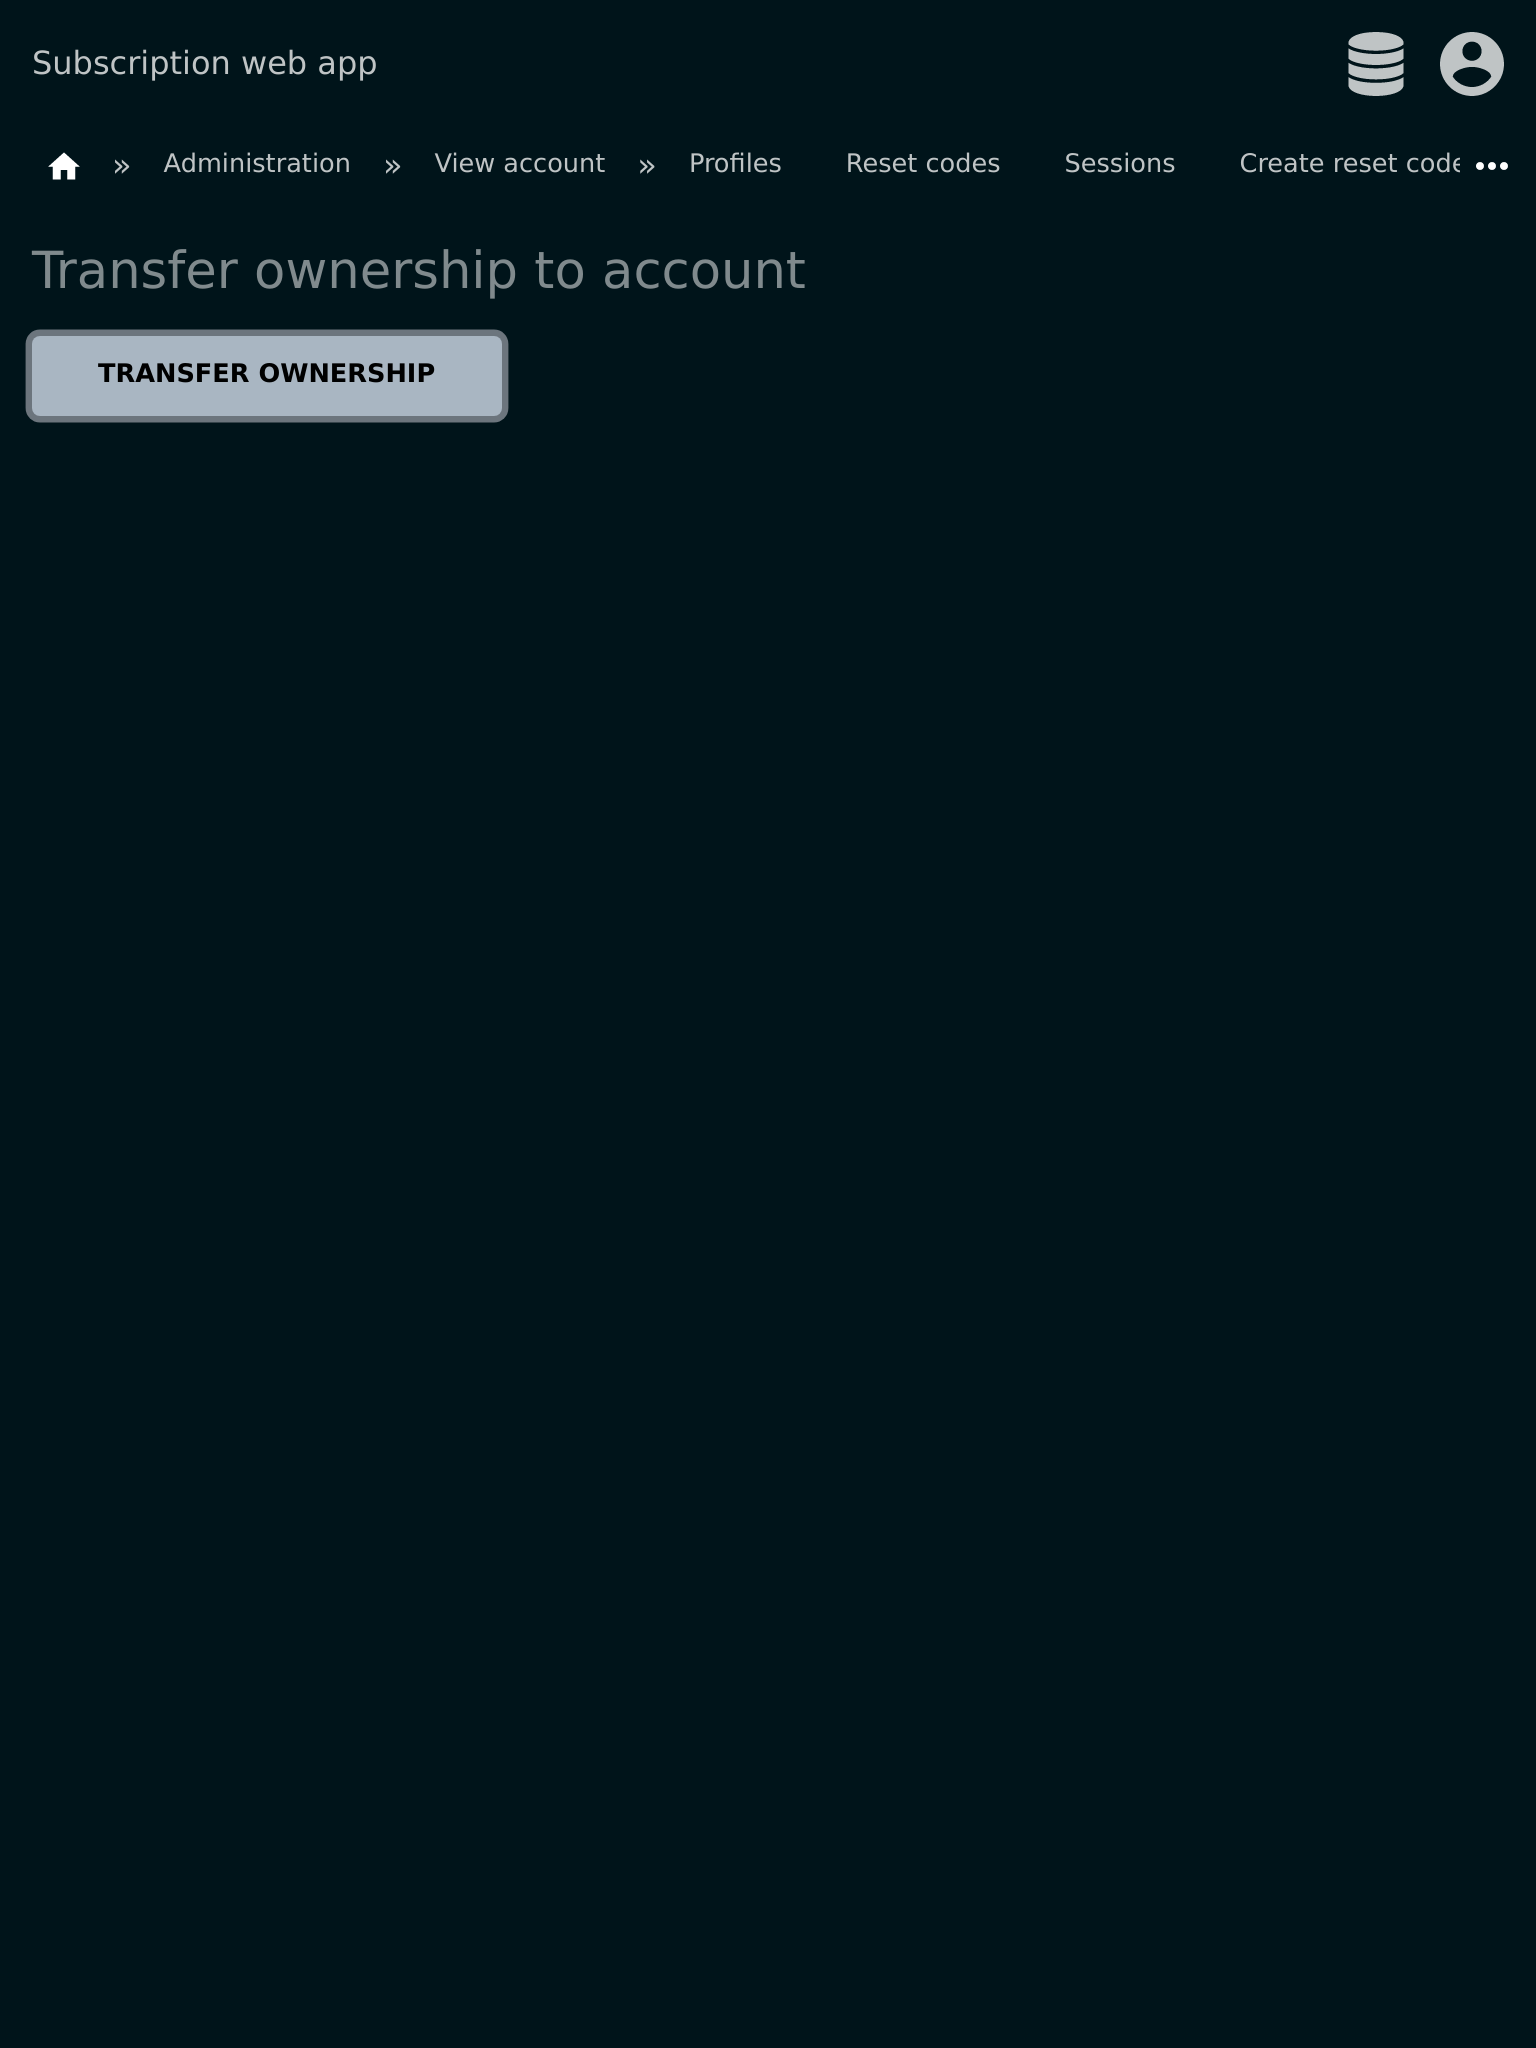 Subscription web app
» Administration » View account » Profiles Reset codes Sessions Create reset code
Transfer ownership to account
TRANSFER OWNERSHIP